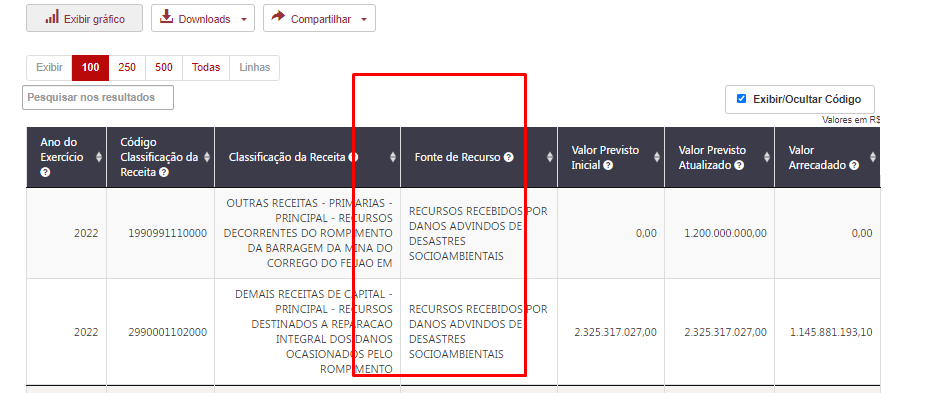 Exibir gráfico
Downloads
Compartilhar
Exibir 100 250 500 Todas Linhas
Pesquisar nos resultados
Exibir/Ocultar Código
Valores em R$
Ano do Exercício
Código Classificação da Receita
Classificação da Receita
Fonte de Recurso
Valor Previsto Inicial
Valor Previsto Atualizado
Valor Arrecadado
2022
1990991110000
OUTRAS RECEITAS - PRIMARIAS -
PRINCIPAL - RECURSOS
DECORRENTES DO ROMPIMENTO
DA BARRAGEM DA MINA DO
CORREGO DO FEIJAO EM
RECURSOS RECEBIDOS POR
DANOS ADVINDOS DE
DESASTRES
SOCIOAMBIENTAIS
0,00
1.200.000.000,00
0,00
2022
2990001102000
DEMAIS RECEITAS DE CAPITAL -
PRINCIPAL - RECURSOS
DESTINADOS A REPARACAO
INTEGRAL DOS DANOS
OCASIONADOS PELO
ROMPIMENTO
RECURSOS RECEBIDOS POR
DANOS ADVINDOS DE
DESASTRES
SOCIOAMBIENTAIS
2.325.317.027,00
2.325.317.027,00
1.145.881.193,10